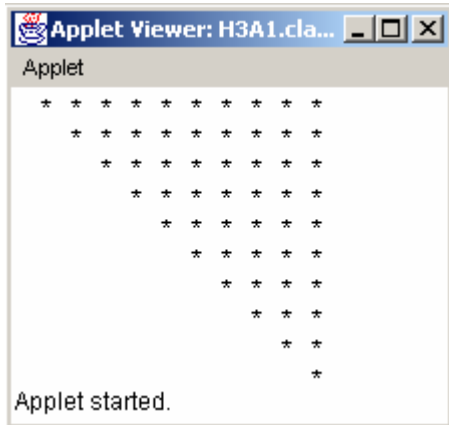 Applet Viewer: H3A1.cla...
Applet
* * * * * * * * * *
* * * * * * * * *
* * * * * * * *
* * * * * * *
* * * * * *
* * * * *
* * * *
* * *
* *
*
Applet started.